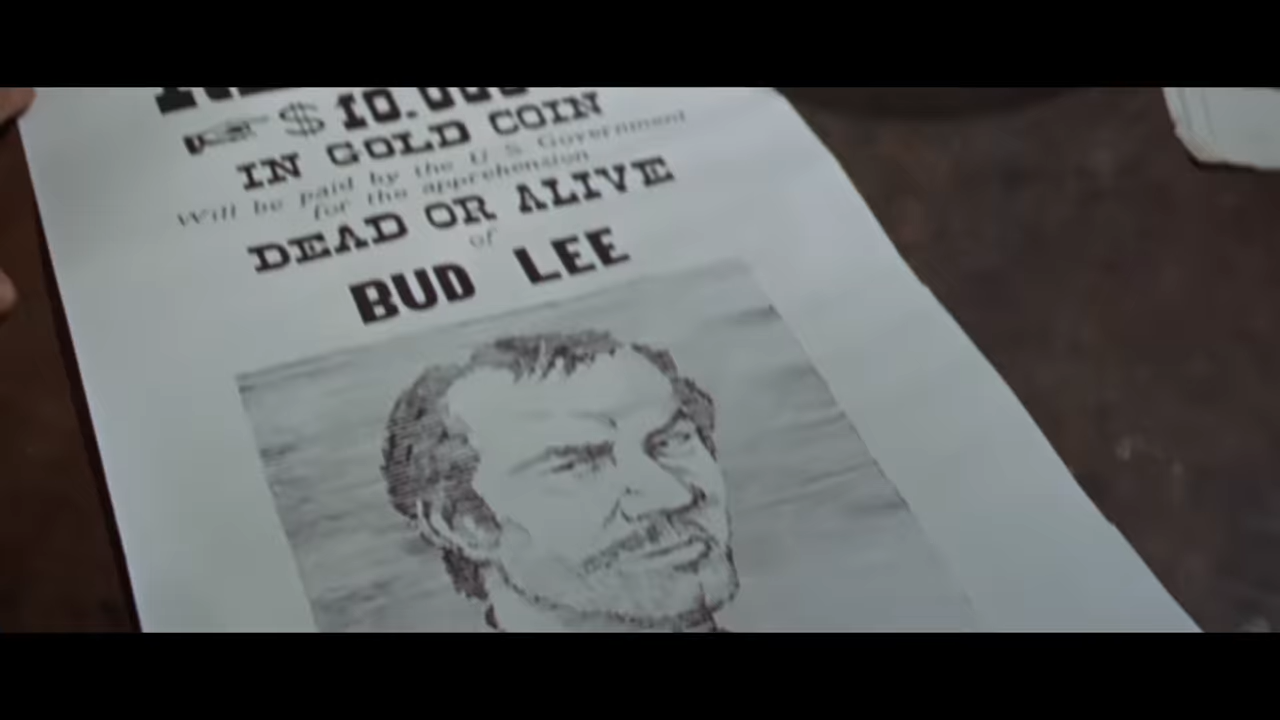 $ 10.000
IN GOLD COIN
Will be paid by the U S Government
for the apprehension
DEAD OR ALIVE
of
BUD LEE